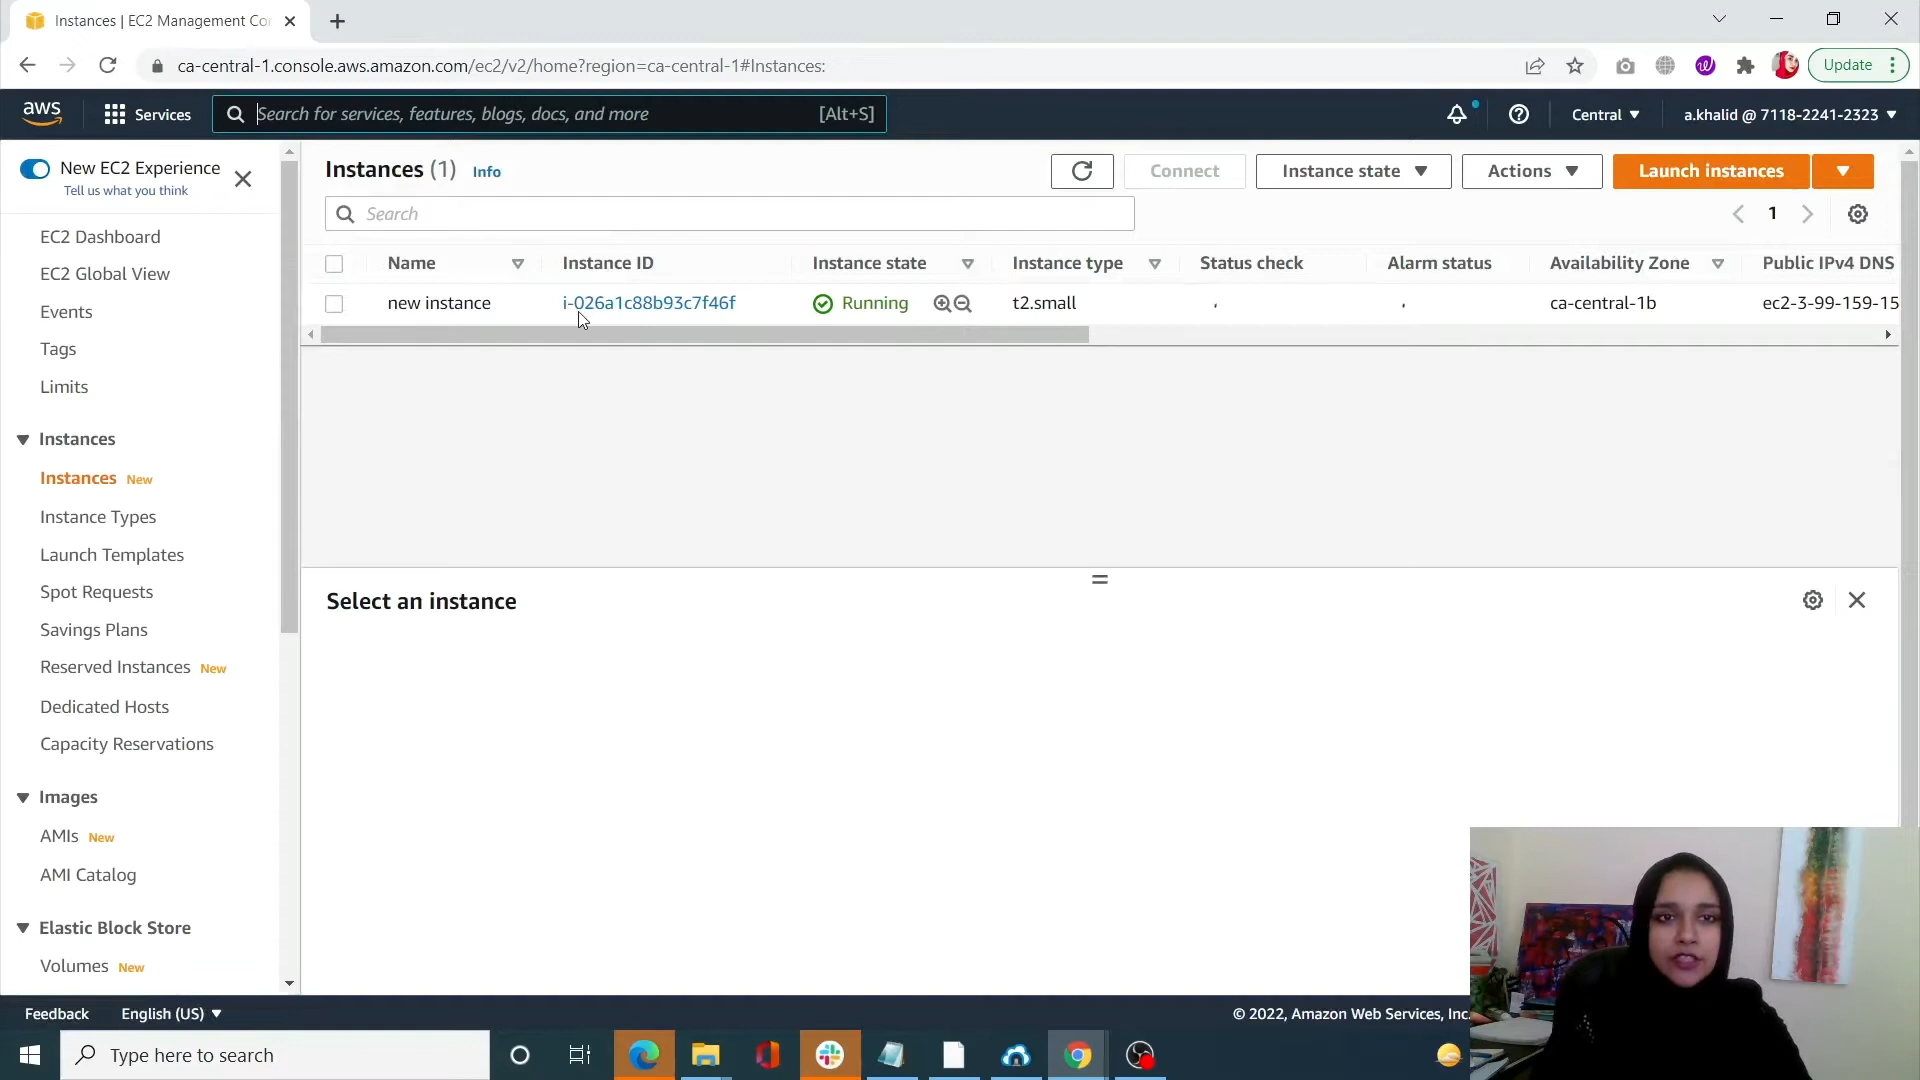 Instances | EC2 Management Co
ca-central-1.console.aws.amazon.com/ec2/v2/home?region=ca-central-1#Instances:
Update
aws
Services
Search for services, features, blogs, docs, and more
[Alt+S]
Central
a.khalid @ 7118-2241-2323
New EC2 Experience
Tell us what you think
EC2 Dashboard
EC2 Global View
Events
Tags
Limits
Instances
Instances New
Instance Types
Launch Templates
Spot Requests
Savings Plans
Reserved Instances New
Dedicated Hosts
Capacity Reservations
Images
AMIs New
AMI Catalog
Elastic Block Store
Volumes New
Instances (1) Info
Connect
Instance state
Actions
Launch instances
Search
1
Name Instance ID Instance state Instance type Status check Alarm status Availability Zone Public IPv4 DNS
new instance i-026a1c88b93c7f46f Running t2.small ca-central-1b ec2-3-99-159-15
Select an instance
Feedback English (US)
© 2022, Amazon Web Services, Inc.
Type here to search